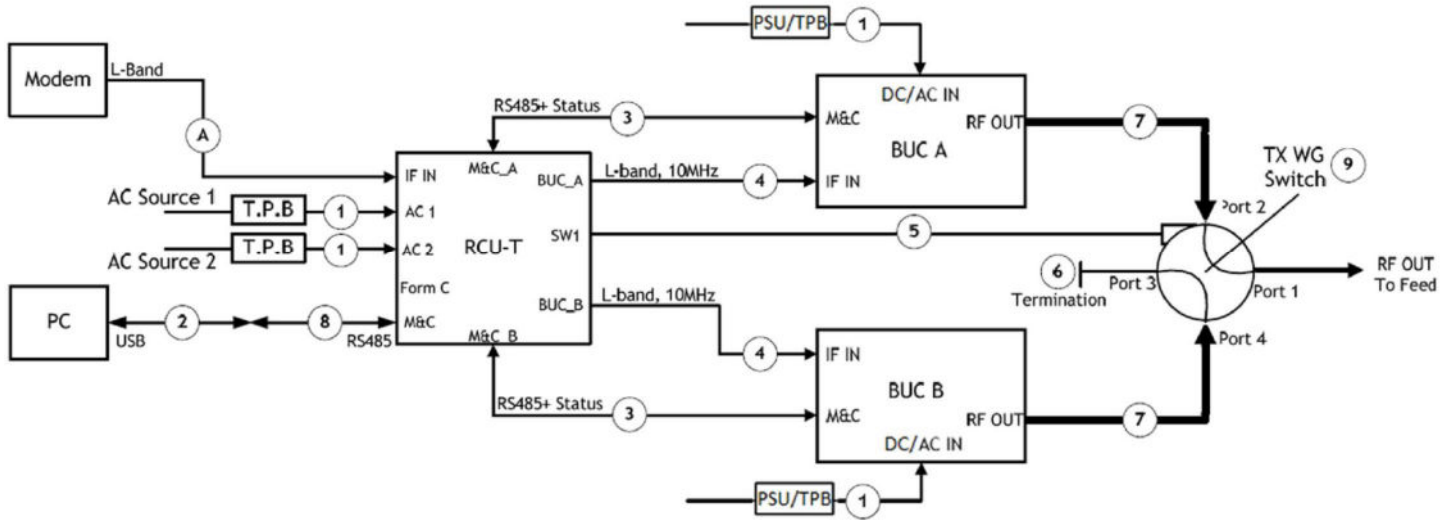 PSU/TPB 1
Modem
L-Band
A
RS485+ Status 3
DC/AC IN
M&C
RF OUT
BUC A
IF IN
7
TX WG
Switch 9
M&C_A
IF IN
BUC_A
L-band, 10MHz 4
AC Source 1 T.P.B 1
AC 1
Port 2
RCU-T
SW1
5
AC Source 2 T.P.B 1
AC 2
6
Termination
Port 3
Port 1
RF OUT
To Feed
Form C
BUC_B
L-band, 10MHz
PC
USB
2
8
RS485
M&C
M&C_B
4
IF IN
Port 4
BUC B
RS485+ Status 3
M&C
RF OUT
7
DC/AC IN
PSU/TPB 1